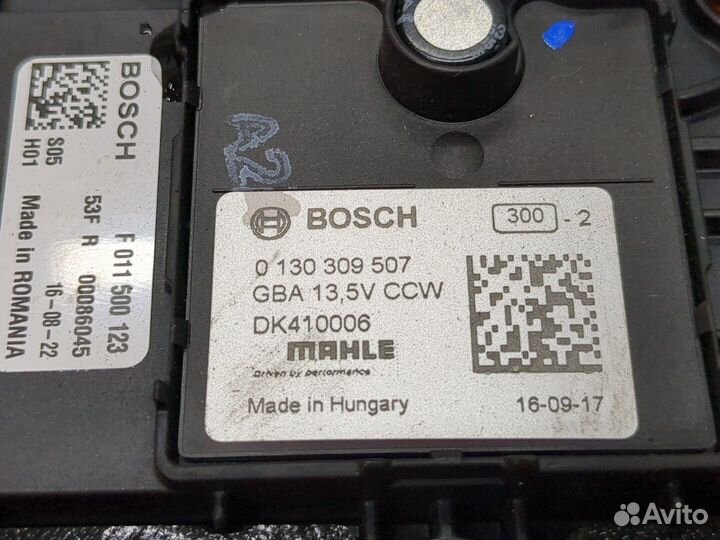 BOSCH
S05
H01
F 011 500 123
53F R 00086045
16-08-22
Made in ROMANIA
A2
BOSCH
300 -2
0 130 309 507
GBA 13,5V CCW
DK410006
MAHLE
Driven by performance
Made in Hungary
16-09-17
Avito